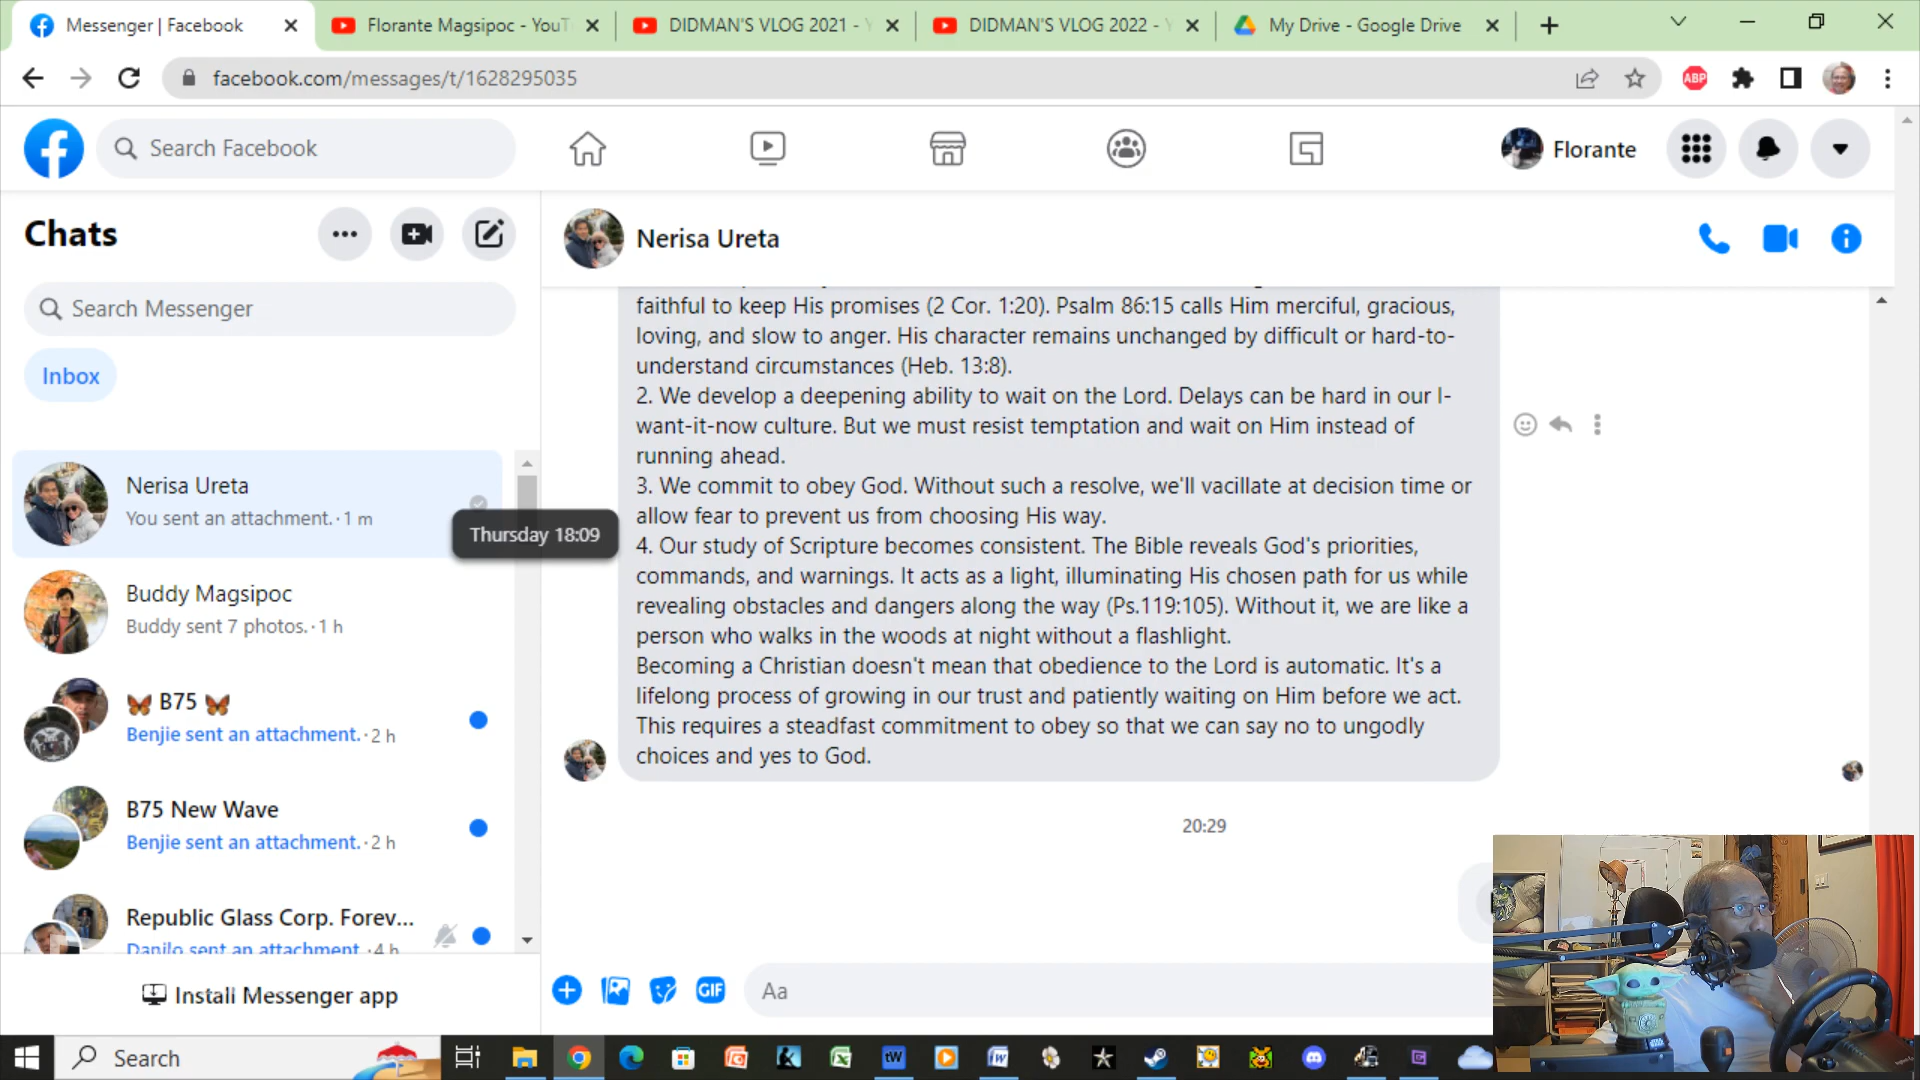 Messenger | Facebook
Florante Magsipoc - YouT
DIDMAN'S VLOG 2021 -
DIDMAN'S VLOG 2022 -
My Drive - Google Drive
facebook.com/messages/t/1628295035
ABP
Search Facebook
Florante
Chats
Nerisa Ureta
Search Messenger
Inbox
Nerisa Ureta
You sent an attachment. · 1 m
Thursday 18:09
Buddy Magsipoc
Buddy sent 7 photos. · 1 h
🦋 B75 🦋
Benjie sent an attachment. · 2 h
B75 New Wave
Benjie sent an attachment. · 2 h
Republic Glass Corp. Forev...
Danilo sent an attachment. · 4 h
Install Messenger app
faithful to keep His promises (2 Cor. 1:20). Psalm 86:15 calls Him merciful, gracious,
loving, and slow to anger. His character remains unchanged by difficult or hard-to-
understand circumstances (Heb. 13:8).
2. We develop a deepening ability to wait on the Lord. Delays can be hard in our I-
want-it-now culture. But we must resist temptation and wait on Him instead of
running ahead.
3. We commit to obey God. Without such a resolve, we'll vacillate at decision time or
allow fear to prevent us from choosing His way.
4. Our study of Scripture becomes consistent. The Bible reveals God's priorities,
commands, and warnings. It acts as a light, illuminating His chosen path for us while
revealing obstacles and dangers along the way (Ps.119:105). Without it, we are like a
person who walks in the woods at night without a flashlight.
Becoming a Christian doesn't mean that obedience to the Lord is automatic. It's a
lifelong process of growing in our trust and patiently waiting on Him before we act.
This requires a steadfast commitment to obey so that we can say no to ungodly
choices and yes to God.
20:29
GIF
Aa
Search